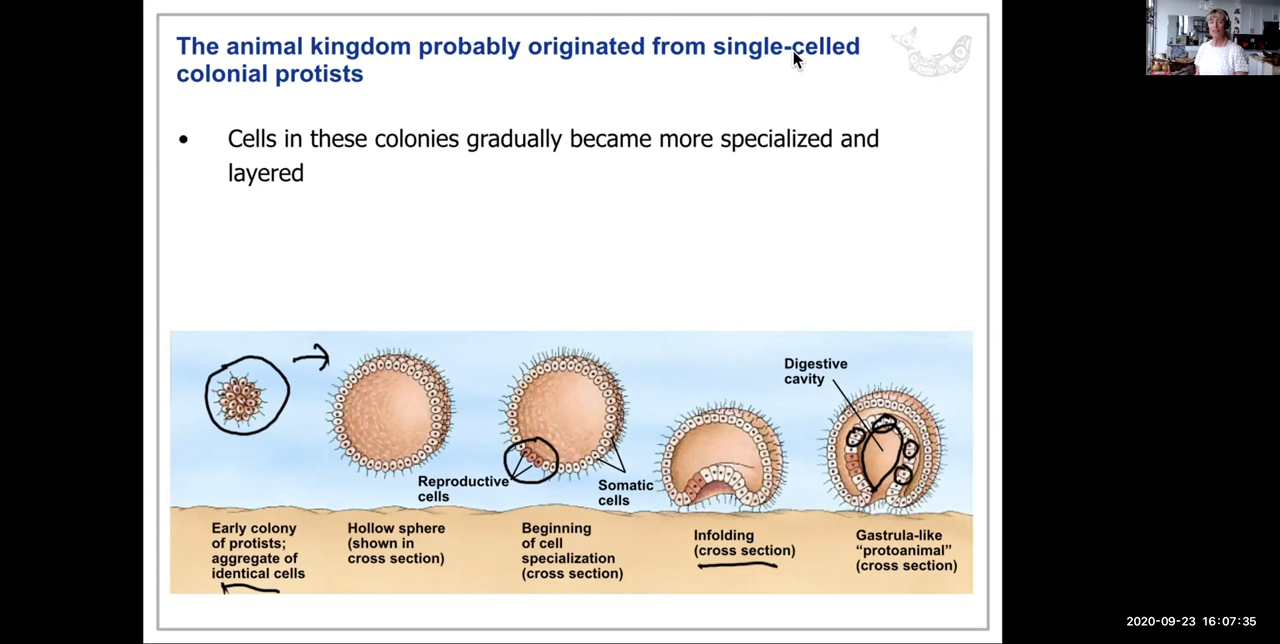 The animal kingdom probably originated from single-celled
colonial protists
• Cells in these colonies gradually became more specialized and
layered
Digestive
cavity
Reproductive
cells
Somatic
cells
Early colony
of protists;
aggregate of
identical cells
Hollow sphere
(shown in
cross section)
Beginning
of cell
specialization
(cross section)
Infolding
(cross section)
Gastrula-like
“protoanimal”
(cross section)
2020-09-23 16:07:35